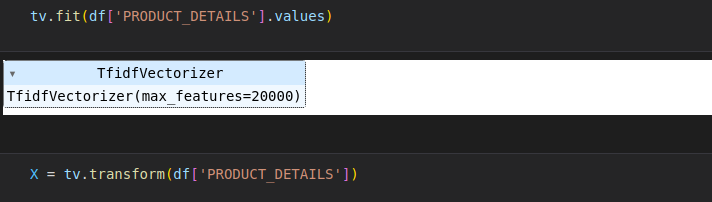 tv.fit(df['PRODUCT_DETAILS'].values)
▾ TfidfVectorizer
TfidfVectorizer(max_features=20000)
X = tv.transform(df['PRODUCT_DETAILS'])